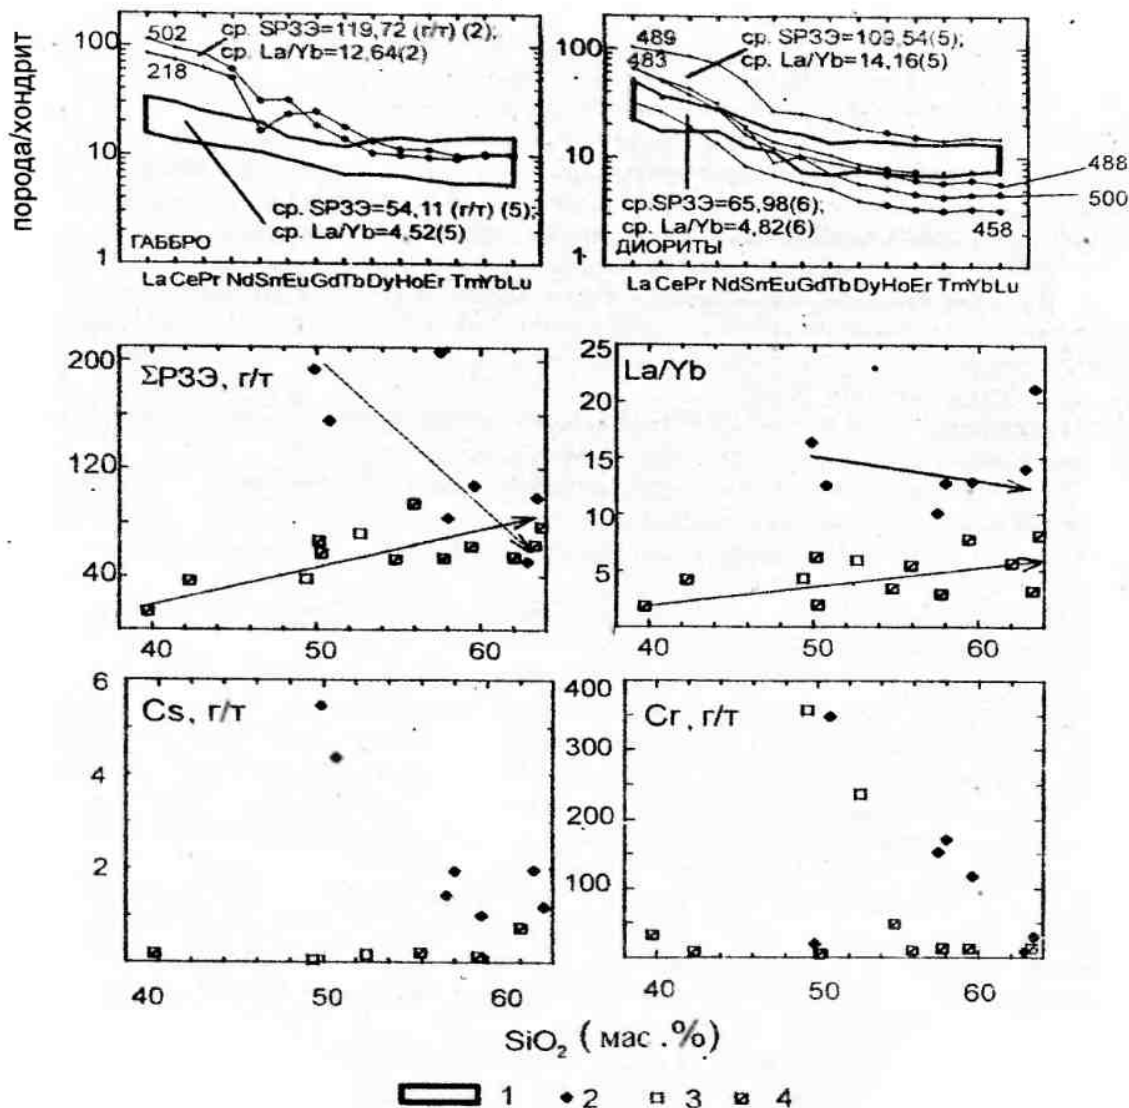 порода/хондрит
100
10
1
502
218
ср. SРЗЭ=119,72 (г/т) (2);
ср. La/Yb=12,64(2)
ср. SРЗЭ=54,11 (г/т) (5);
ср. La/Yb=4,52(5)
ГАББРО
La Ce Pr Nd Sm Eu Gd Tb Dy Ho Er Tm Yb Lu
100
10
1
489
483
ср. SРЗЭ=109,54(5);
ср. La/Yb=14,16(5)
ср.SРЗЭ=65,98(6);
ср. La/Yb=4,82(6)
ДИОРИТЫ
488
500
458
La Ce Pr Nd Sm Eu Gd Tb Dy Ho Er Tm Yb Lu
200
120
40
ΣРЗЭ, г/т
40 50 60
25
20
15
10
5
La/Yb
40 50 60
6
4
2
Cs, г/т
40 50 60
400
300
200
100
Cr, г/т
40 50 60
SiO₂ (мас.%)
1 2 3 4